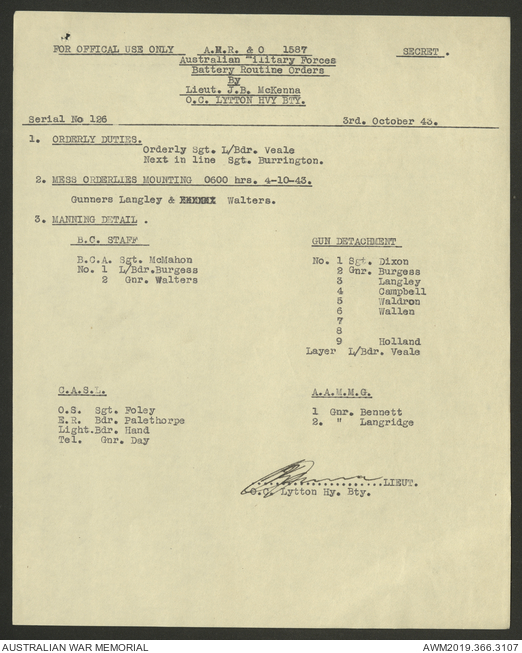 FOR OFFICAL USE ONLY A.M.R. & O 1587 SECRET .
Australian Military Forces
Battery Routine Orders
By
Lieut. J.B. McKenna
O.C. LYTTON HVY BTY.
Serial No 126 3rd. October 43.
1. ORDERLY DUTIES.
Orderly Sgt. L/Bdr. Veale
Next in line Sgt. Burrington.
2. MESS ORDERLIES MOUNTING 0600 hrs. 4-10-43.
Gunners Langley & Walters.
3. MANNING DETAIL .
B.C. STAFF
B.C.A. Sgt. McMahon
No. 1 L/Bdr.Burgess
2 Gnr. Walters
GUN DETACHMENT
No. 1 Sgt. Dixon
2 Gnr. Burgess
3 Langley
4 Campbell
5 Waldron
6 Wallen
7
8
9 Holland
Layer L/Bdr. Veale
C.A.S.L.
O.S. Sgt. Foley
E.R. Bdr. Palethorpe
Light.Bdr. Hand
Tel. Gnr. Day
A.A.M.M.G.
1 Gnr. Bennett
2. " Langridge
..........................LIEUT.
O.C. Lytton Hy. Bty.
AUSTRALIAN WAR MEMORIAL AWM2019.366.3107